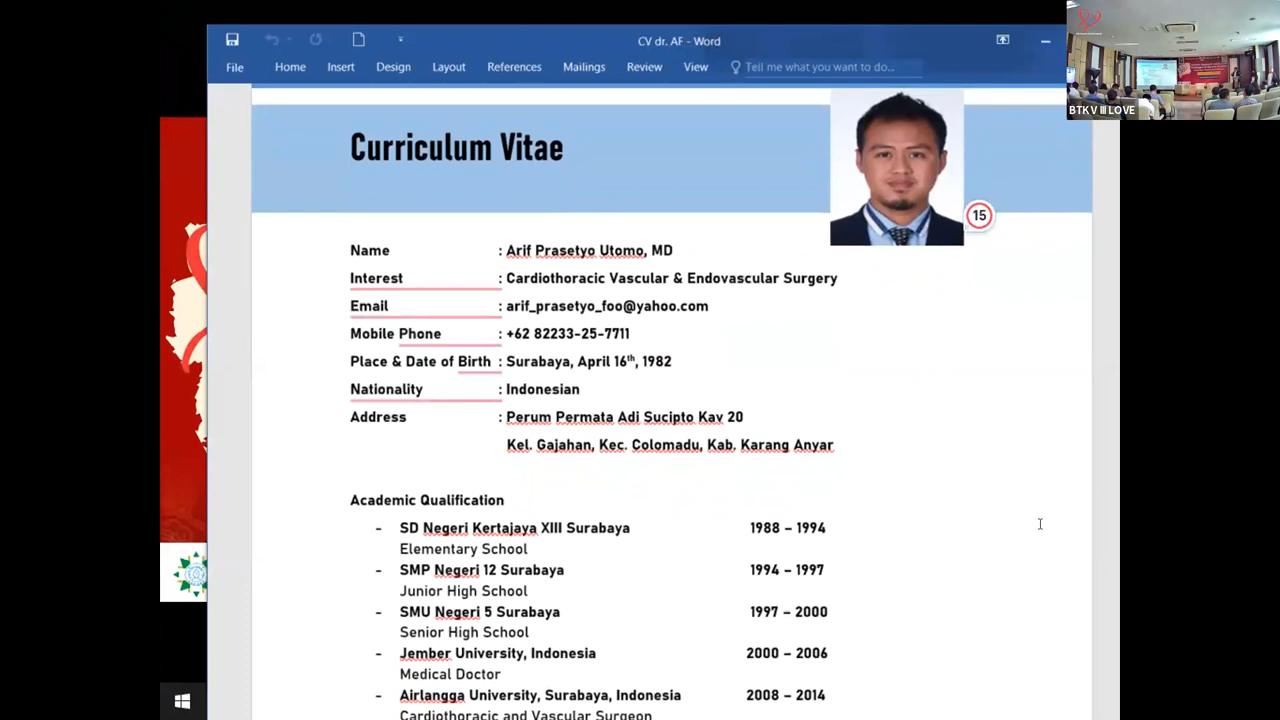 CV dr. AF - Word
File Home Insert Design Layout References Mailings Review View Tell me what you want to do...
BTKV III LOVE
Curriculum Vitae
15
Name : Arif Prasetyo Utomo, MD
Interest : Cardiothoracic Vascular & Endovascular Surgery
Email : arif_prasetyo_foo@yahoo.com
Mobile Phone : +62 82233-25-7711
Place & Date of Birth : Surabaya, April 16th, 1982
Nationality : Indonesian
Address : Perum Permata Adi Sucipto Kav 20
Kel. Gajahan, Kec. Colomadu, Kab. Karang Anyar
Academic Qualification
- SD Negeri Kertajaya XIII Surabaya 1988 – 1994
Elementary School
- SMP Negeri 12 Surabaya 1994 – 1997
Junior High School
- SMU Negeri 5 Surabaya 1997 – 2000
Senior High School
- Jember University, Indonesia 2000 – 2006
Medical Doctor
- Airlangga University, Surabaya, Indonesia 2008 – 2014
Cardiothoracic and Vascular Surgeon